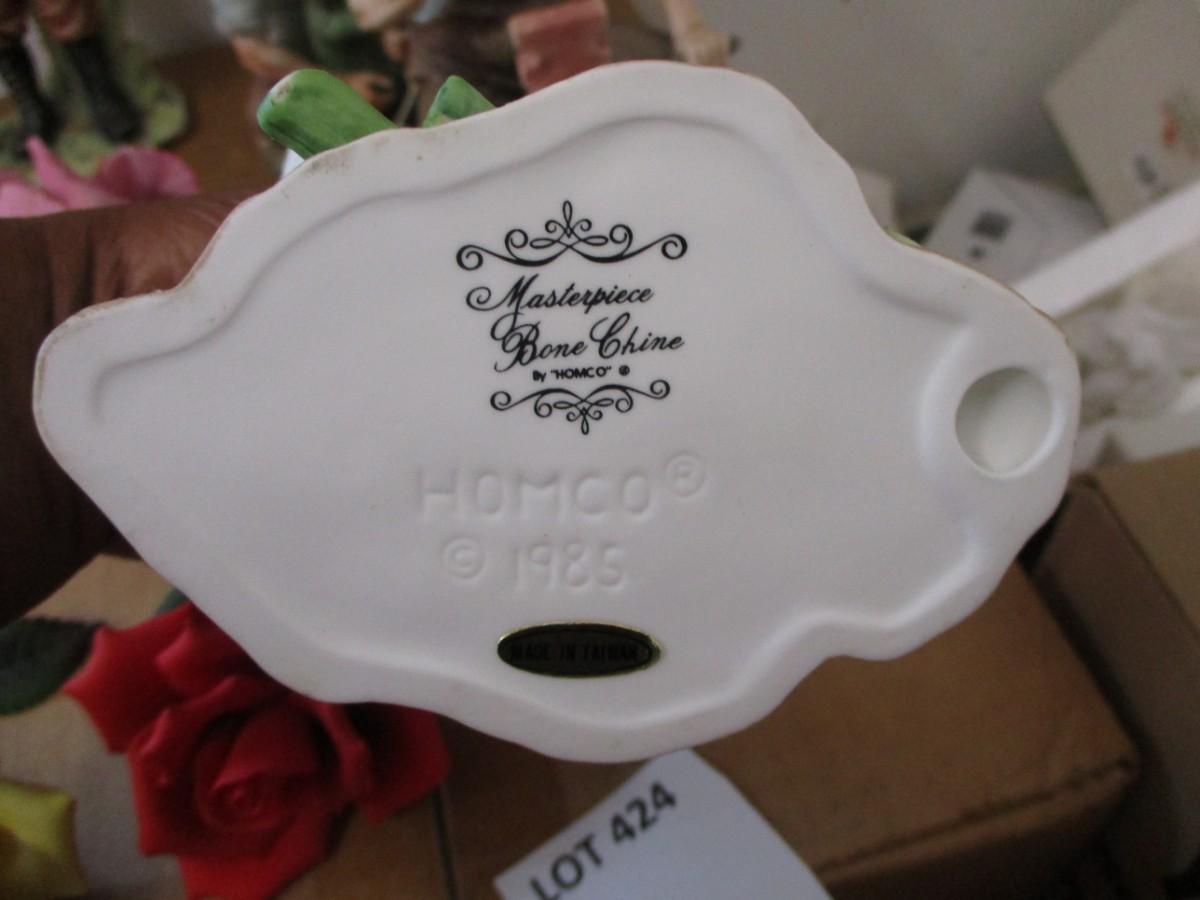 Masterpiece
Bone Chine
By "HOMCO" ®
HOMCO®
© 1985
MADE IN TAIWAN
LOT 424